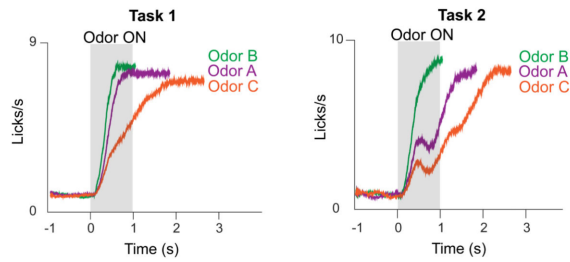 Task 1
Odor ON
9
Odor B
Odor A
Odor C
Licks/s
0
-1 0 1 2 3
Time (s)
Task 2
Odor ON
10
Odor B
Odor A
Odor C
Licks/s
0
-1 0 1 2 3
Time (s)